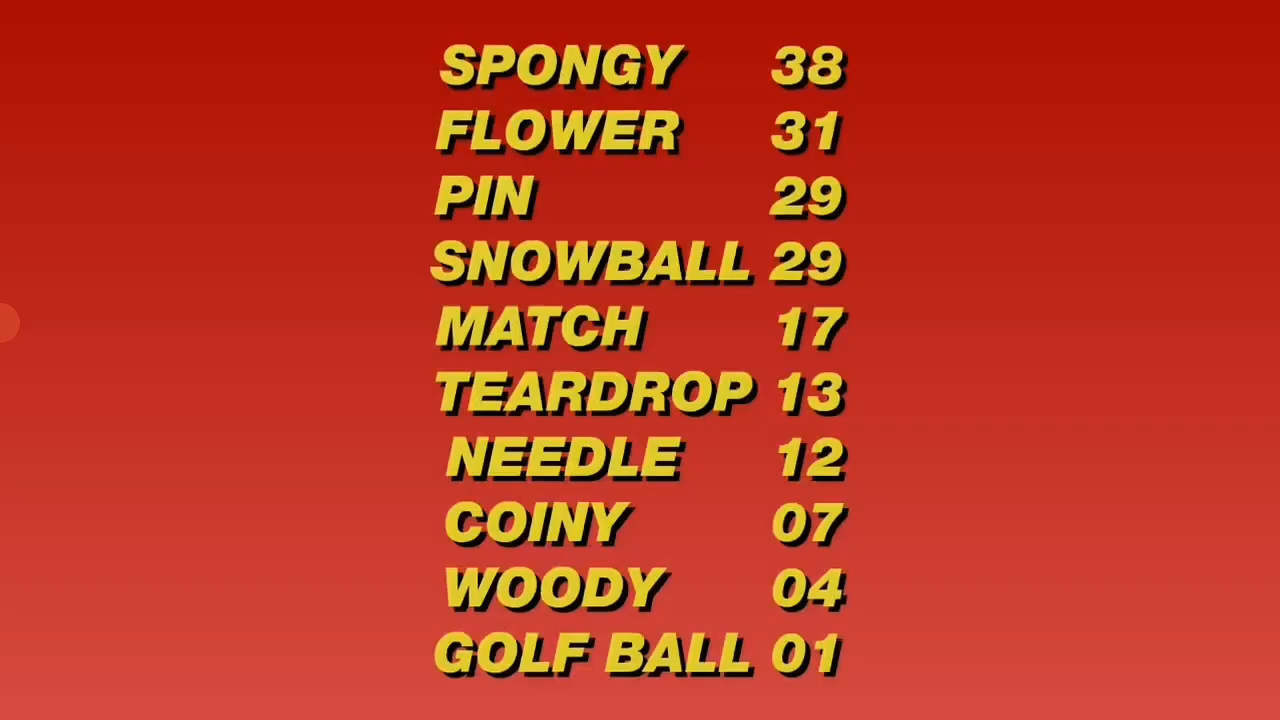 SPONGY 38
FLOWER 31
PIN 29
SNOWBALL 29
MATCH 17
TEARDROP 13
NEEDLE 12
COINY 07
WOODY 04
GOLF BALL 01